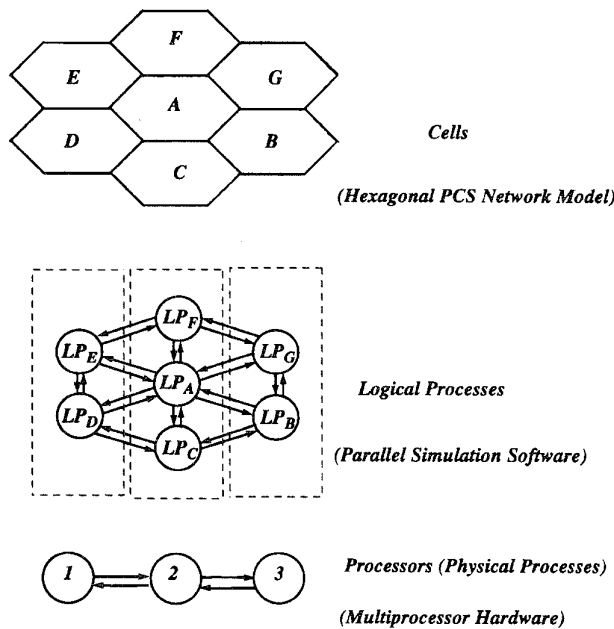 F
E
G
A
D
B
C
Cells
(Hexagonal PCS Network Model)
LP_F
LP_E
LP_G
LP_A
LP_D
LP_B
LP_C
Logical Processes
(Parallel Simulation Software)
1
2
3
Processors (Physical Processes)
(Multiprocessor Hardware)